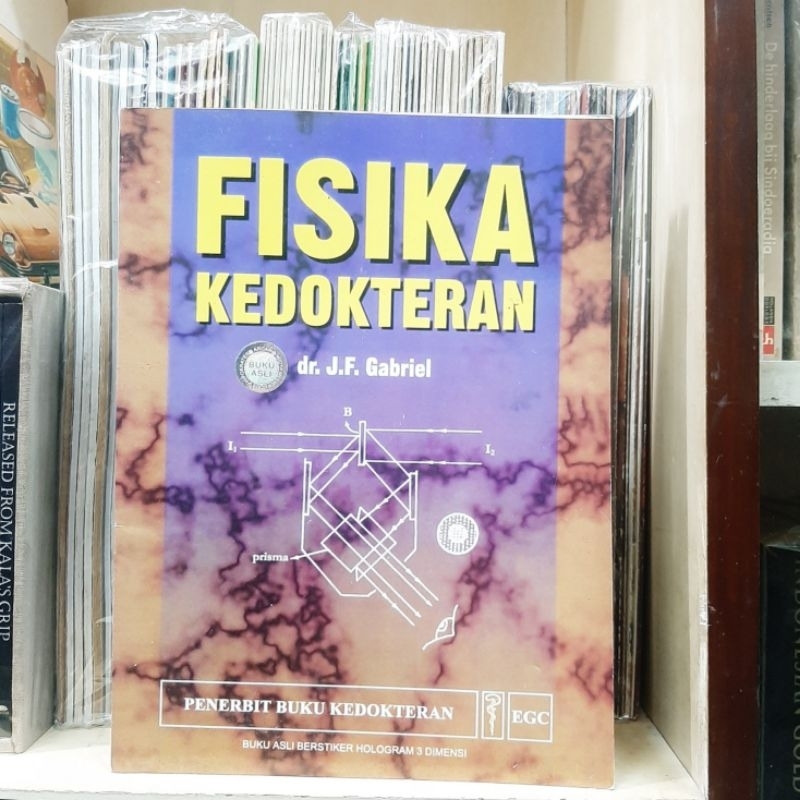 FISIKA
KEDOKTERAN
BUKU
ASLI
dr. J.F. Gabriel
B
I₁
I₂
prisma
PENERBIT BUKU KEDOKTERAN
EGC
BUKU ASLI BERSTIKER HOLOGRAM 3 DIMENSI
RELEASED FROM KALA'S GRIP
De hinderlaag bij Sindaeradja